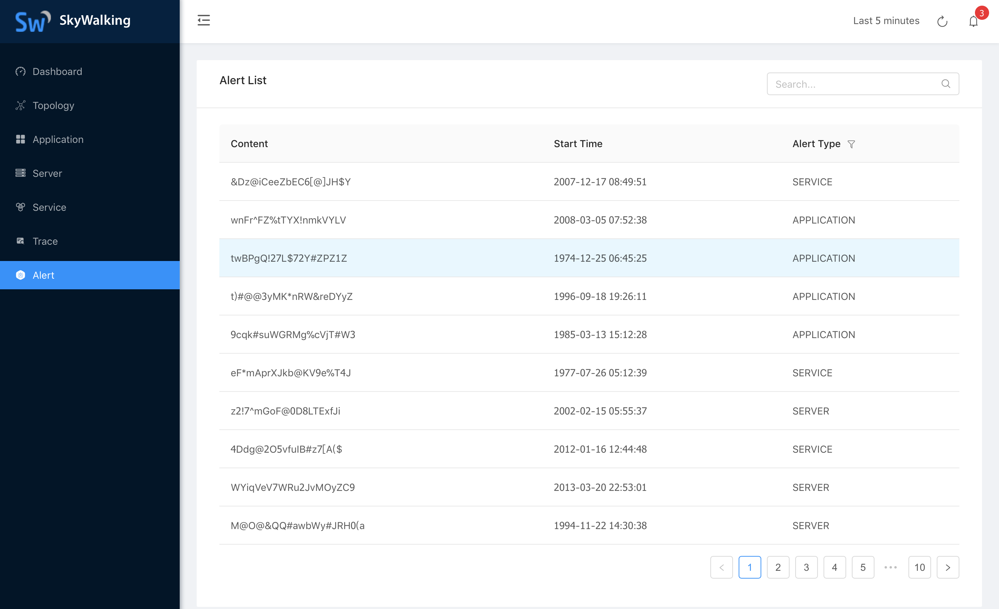 Sw SkyWalking
Last 5 minutes
3
Dashboard
Topology
Application
Server
Service
Trace
Alert
Alert List
Search...
Content Start Time Alert Type
&Dz@iCeeZbEC6[@]JH$Y 2007-12-17 08:49:51 SERVICE
wnFr^FZ%tTYX!nmkVYLV 2008-03-05 07:52:38 APPLICATION
twBPgQ!27L$72Y#ZPZ1Z 1974-12-25 06:45:25 APPLICATION
t)#@@3yMK*nRW&reDYyZ 1996-09-18 19:26:11 APPLICATION
9cqk#suWGRMg%cVjT#W3 1985-03-13 15:12:28 APPLICATION
eF*mAprXJkb@KV9e%T4J 1977-07-26 05:12:39 SERVICE
z2!7^mGoF@0D8LTExfJi 2002-02-15 05:55:37 SERVER
4Ddg@2O5vfuIB#z7[A($ 2012-01-16 12:44:48 SERVICE
WYiqVeV7WRu2JvMOyZC9 2013-03-20 22:53:01 SERVER
M@O@&QQ#awbWy#JRH0(a 1994-11-22 14:30:38 SERVER
< 1 2 3 4 5 ••• 10 >